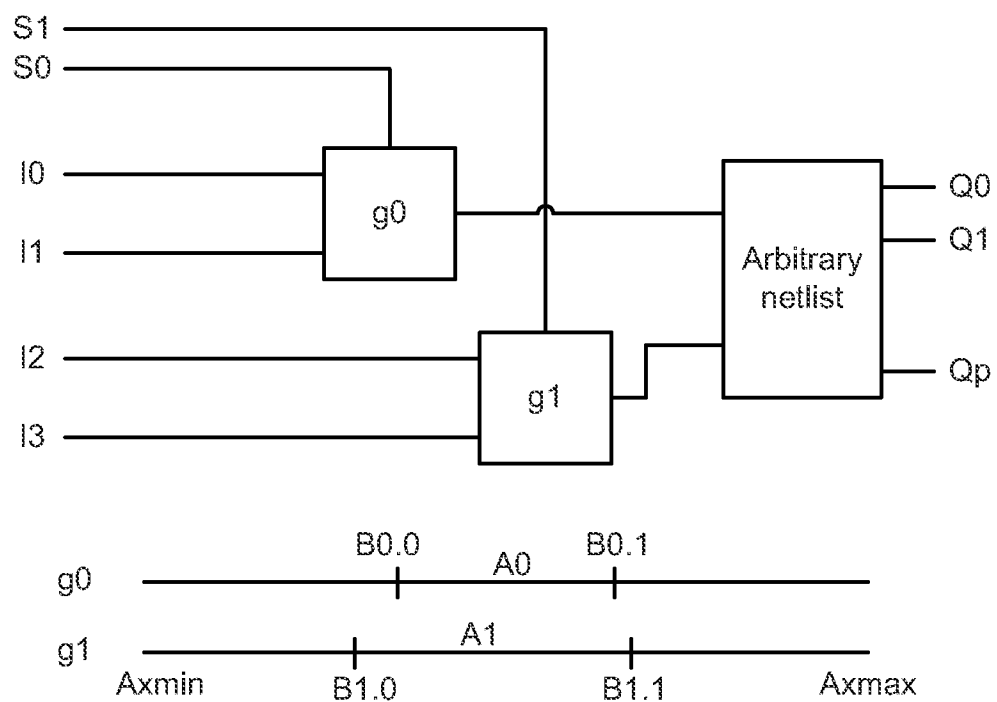 S1
S0
I0
g0
I1
Q0
Q1
Arbitrary
netlist
I2
g1
I3
Qp
B0.0
A0
B0.1
g0
g1
A1
Axmin
B1.0
B1.1
Axmax